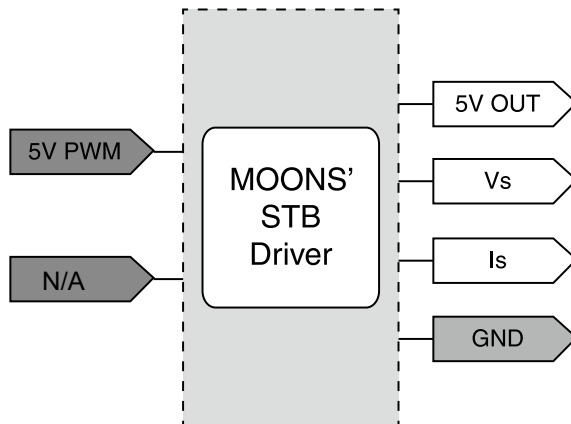 5V PWM
N/A
MOONS'
STB
Driver
5V OUT
Vs
Is
GND